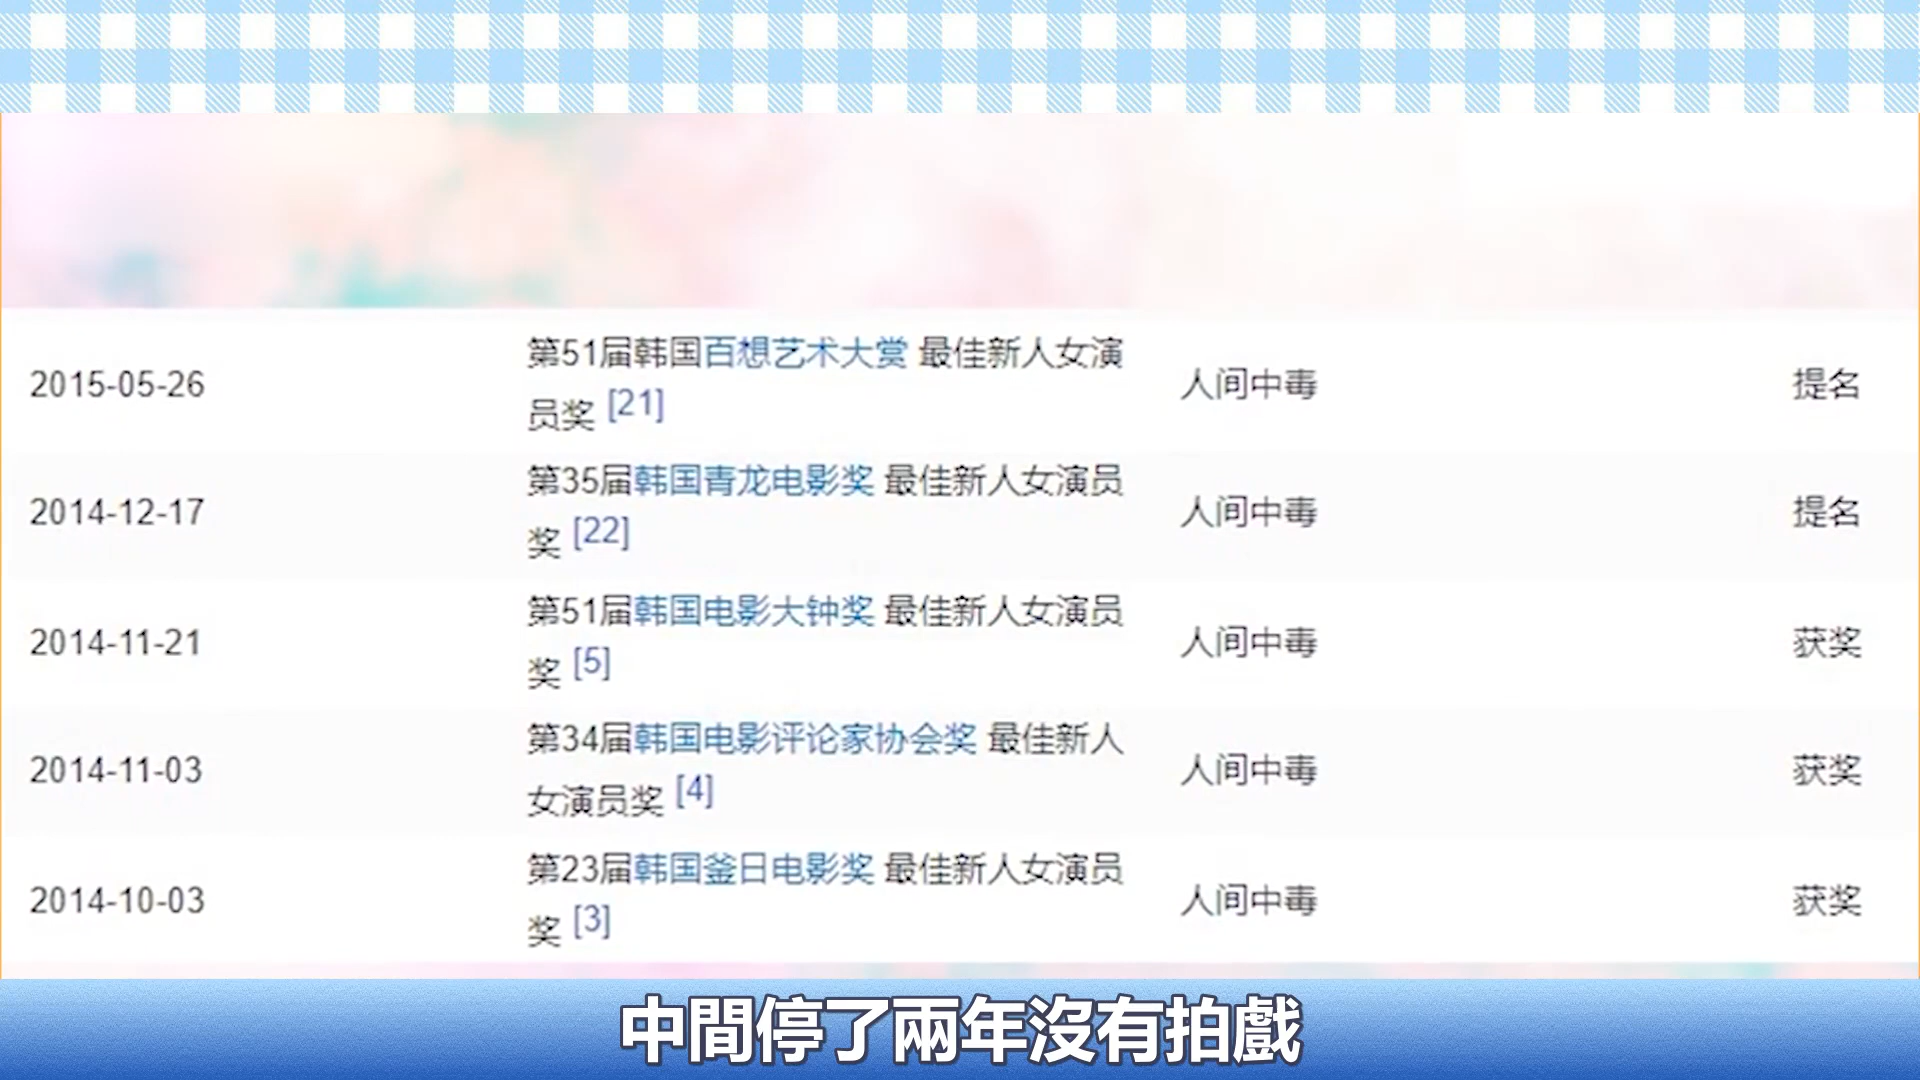 2015-05-26 第51届韩国百想艺术大赏 最佳新人女演 人间中毒 提名
员奖 [21]
2014-12-17 第35届韩国青龙电影奖 最佳新人女演员 人间中毒 提名
奖 [22]
2014-11-21 第51届韩国电影大钟奖 最佳新人女演员 人间中毒 获奖
奖 [5]
2014-11-03 第34届韩国电影评论家协会奖 最佳新人 人间中毒 获奖
女演员奖 [4]
2014-10-03 第23届韩国釜日电影奖 最佳新人女演员 人间中毒 获奖
奖 [3]
中間停了兩年沒有拍戲